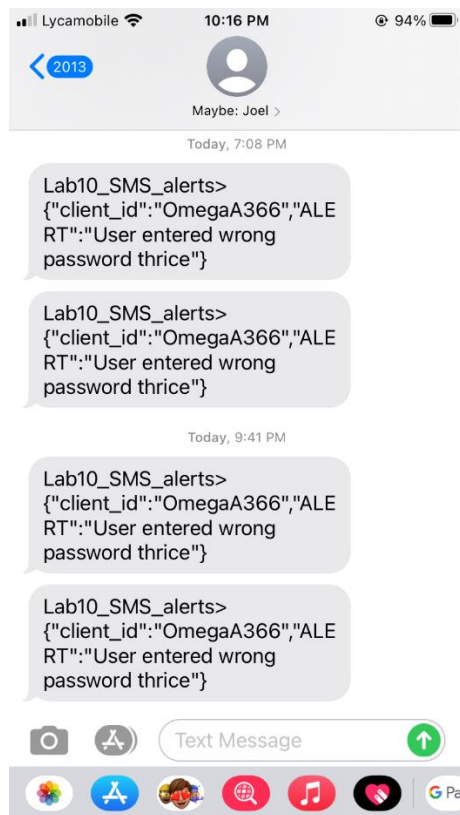 Lycamobile 10:16 PM 94%
2013
Maybe: Joel >
Today, 7:08 PM
Lab10_SMS_alerts>
{"client_id":"OmegaA366","ALE
RT":"User entered wrong
password thrice"}
Lab10_SMS_alerts>
{"client_id":"OmegaA366","ALE
RT":"User entered wrong
password thrice"}
Today, 9:41 PM
Lab10_SMS_alerts>
{"client_id":"OmegaA366","ALE
RT":"User entered wrong
password thrice"}
Lab10_SMS_alerts>
{"client_id":"OmegaA366","ALE
RT":"User entered wrong
password thrice"}
Text Message
G Pa